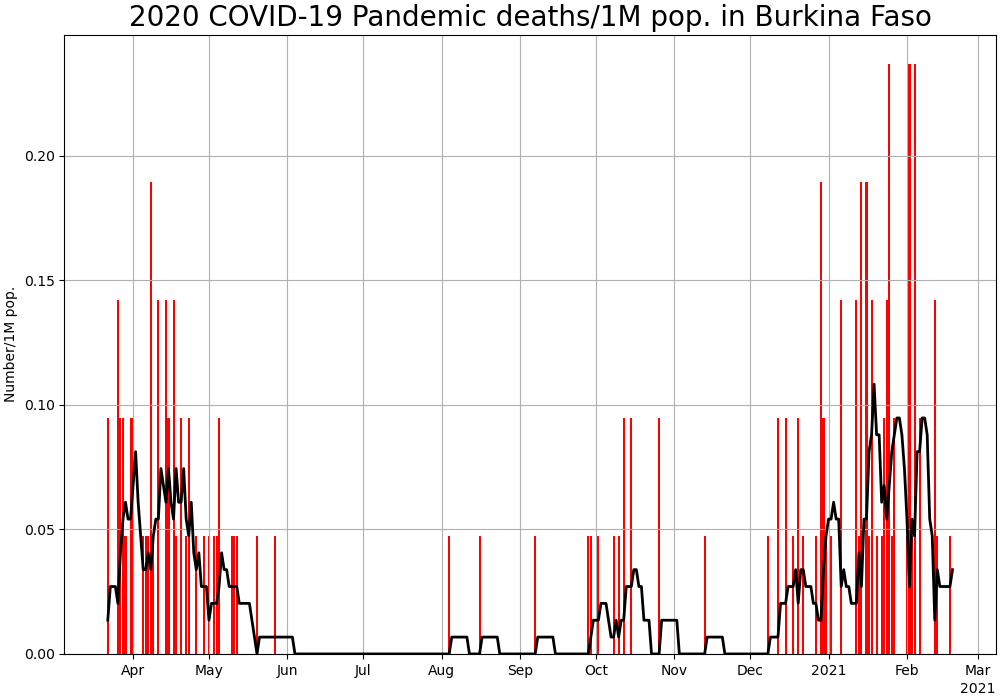 2020 COVID-19 Pandemic deaths/1M pop. in Burkina Faso
Number/1M pop.
0.20
0.15
0.10
0.05
0.00
Apr May Jun Jul Aug Sep Oct Nov Dec 2021 Feb Mar
2021